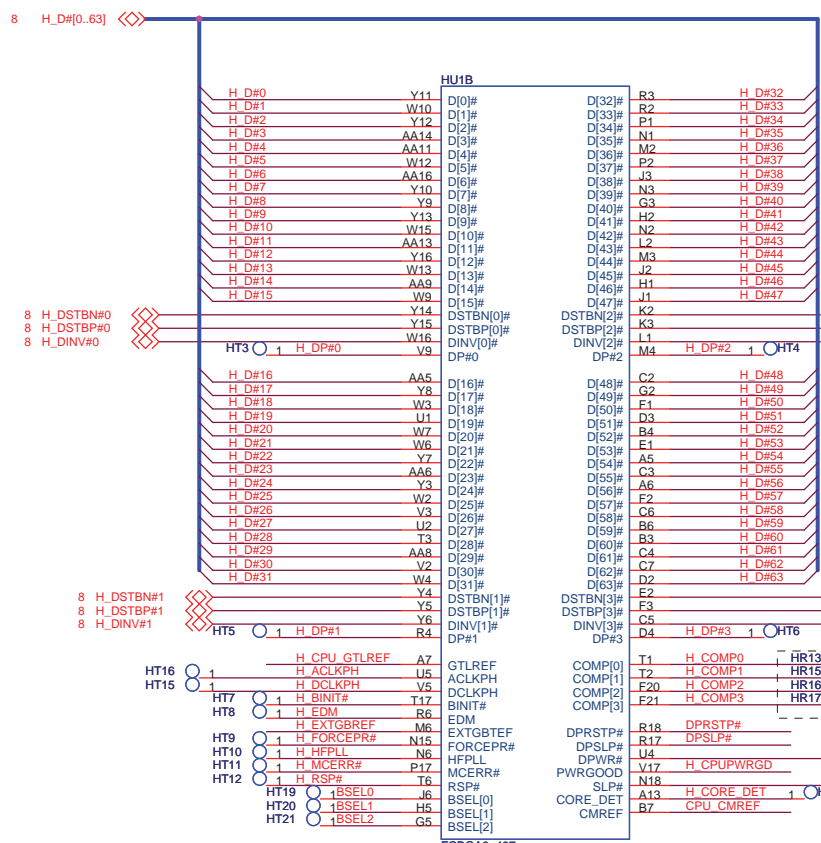 8 H_D#[0..63]
HU1B
H_D#0 Y11 D[0]# D[32]# R3 H_D#32
H_D#1 W10 D[1]# D[33]# R2 H_D#33
H_D#2 Y12 D[2]# D[34]# P1 H_D#34
H_D#3 AA14 D[3]# D[35]# N1 H_D#35
H_D#4 AA11 D[4]# D[36]# M2 H_D#36
H_D#5 W12 D[5]# D[37]# P2 H_D#37
H_D#6 AA16 D[6]# D[38]# J3 H_D#38
H_D#7 Y10 D[7]# D[39]# N3 H_D#39
H_D#8 Y9 D[8]# D[40]# G3 H_D#40
H_D#9 Y13 D[9]# D[41]# H2 H_D#41
H_D#10 W15 D[10]# D[42]# N2 H_D#42
H_D#11 AA13 D[11]# D[43]# L2 H_D#43
H_D#12 Y16 D[12]# D[44]# M3 H_D#44
H_D#13 W13 D[13]# D[45]# J2 H_D#45
H_D#14 AA9 D[14]# D[46]# H1 H_D#46
H_D#15 W9 D[15]# D[47]# J1 H_D#47
8 H_DSTBN#0 Y14 DSTBN[0]# DSTBN[2]# K2
8 H_DSTBP#0 Y15 DSTBP[0]# DSTBP[2]# K3
8 H_DINV#0 W16 DINV[0]# DINV[2]# L1
HT3 1 H_DP#0 V9 DP#0 DP#2 M4 H_DP#2 1 HT4
H_D#16 AA5 D[16]# D[48]# C2 H_D#48
H_D#17 Y8 D[17]# D[49]# G2 H_D#49
H_D#18 W3 D[18]# D[50]# F1 H_D#50
H_D#19 U1 D[19]# D[51]# D3 H_D#51
H_D#20 W7 D[20]# D[52]# B4 H_D#52
H_D#21 W6 D[21]# D[53]# E1 H_D#53
H_D#22 Y7 D[22]# D[54]# A5 H_D#54
H_D#23 AA6 D[23]# D[55]# C3 H_D#55
H_D#24 Y3 D[24]# D[56]# A6 H_D#56
H_D#25 W2 D[25]# D[57]# F2 H_D#57
H_D#26 V3 D[26]# D[58]# C6 H_D#58
H_D#27 U2 D[27]# D[59]# B6 H_D#59
H_D#28 T3 D[28]# D[60]# B3 H_D#60
H_D#29 AA8 D[29]# D[61]# C4 H_D#61
H_D#30 V2 D[30]# D[62]# C7 H_D#62
H_D#31 W4 D[31]# D[63]# D2 H_D#63
8 H_DSTBN#1 Y4 DSTBN[1]# DSTBN[3]# E2
8 H_DSTBP#1 Y5 DSTBP[1]# DSTBP[3]# F3
8 H_DINV#1 Y6 DINV[1]# DINV[3]# C5
HT5 1 H_DP#1 R4 DP#1 DP#3 D4 H_DP#3 1 HT6
H_CPU_GTLREF A7 GTLREF COMP[0] T1 H_COMP0 HR13
HT16 1 H_ACLKPH U5 ACLKPH COMP[1] T2 H_COMP1 HR15
HT15 1 H_DCLKPH V5 DCLKPH COMP[2] F20 H_COMP2 HR16
HT7 1 H_BINIT# T17 BINIT# COMP[3] F21 H_COMP3 HR17
HT8 1 H_EDM R6 EDM
H_EXTGBREF M6 EXTGBTEF DPRSTP# R18 DPRSTP#
HT9 1 H_FORCEPR# N15 FORCEPR# DPSLP# R17 DPSLP#
HT10 1 H_HFPLL N6 HFPLL DPWR# U4
HT11 1 H_MCERR# P17 MCERR# PWRGOOD V17 H_CPUPWRGD
HT12 1 H_RSP# T6 RSP# SLP# N18
HT19 1 BSEL0 J6 BSEL[0] CORE_DET A13 H_CORE_DET 1
HT20 1 BSEL1 H5 BSEL[1] CMREF B7 CPU_CMREF
HT21 1 BSEL2 G5 BSEL[2]